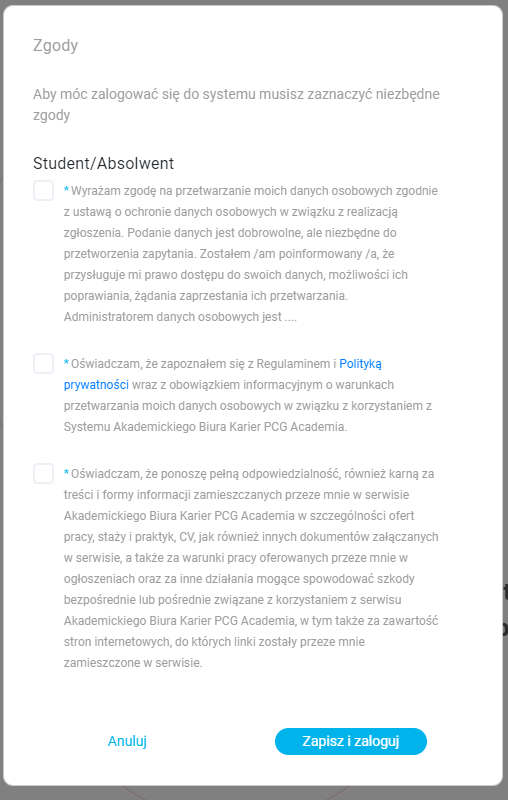 Zgody
Aby móc zalogować się do systemu musisz zaznaczyć niezbędne
zgody
Student/Absolwent
* Wyrażam zgodę na przetwarzanie moich danych osobowych zgodnie
z ustawą o ochronie danych osobowych w związku z realizacją
zgłoszenia. Podanie danych jest dobrowolne, ale niezbędne do
przetworzenia zapytania. Zostałem /am poinformowany /a, że
przysługuje mi prawo dostępu do swoich danych, możliwości ich
poprawiania, żądania zaprzestania ich przetwarzania.
Administratorem danych osobowych jest ....
* Oświadczam, że zapoznałem się z Regulaminem i Polityką
prywatności wraz z obowiązkiem informacyjnym o warunkach
przetwarzania moich danych osobowych w związku z korzystaniem z
Systemu Akademickiego Biura Karier PCG Academia.
* Oświadczam, że ponoszę pełną odpowiedzialność, również karną za
treści i formy informacji zamieszczanych przeze mnie w serwisie
Akademickiego Biura Karier PCG Academia w szczególności ofert
pracy, staży i praktyk, CV, jak również innych dokumentów załączanych
w serwisie, a także za warunki pracy oferowanych przeze mnie w
ogłoszeniach oraz za inne działania mogące spowodować szkody
bezpośrednie lub pośrednie związane z korzystaniem z serwisu
Akademickiego Biura Karier PCG Academia, w tym także za zawartość
stron internetowych, do których linki zostały przeze mnie
zamieszczone w serwisie.
Anuluj
Zapisz i zaloguj